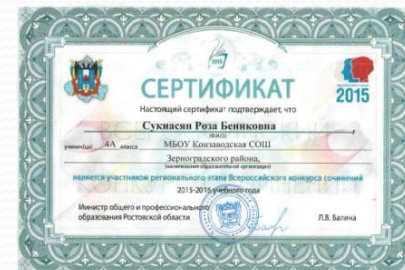 2015
СЕРТИФИКАТ
2015
Настоящий сертификат подтверждает, что
Сукиасян Роза Бениковна
(Ф.И.О)
ученик(ца) 4А класса МБОУ Конзаводская СОШ
Зерноградского района,
(наименование образовательной организации)
является участником регионального этапа Всероссийского конкурса сочинений
2015-2016 учебного года
Министр общего и профессионального
образования Ростовской области
Л.В. Балина